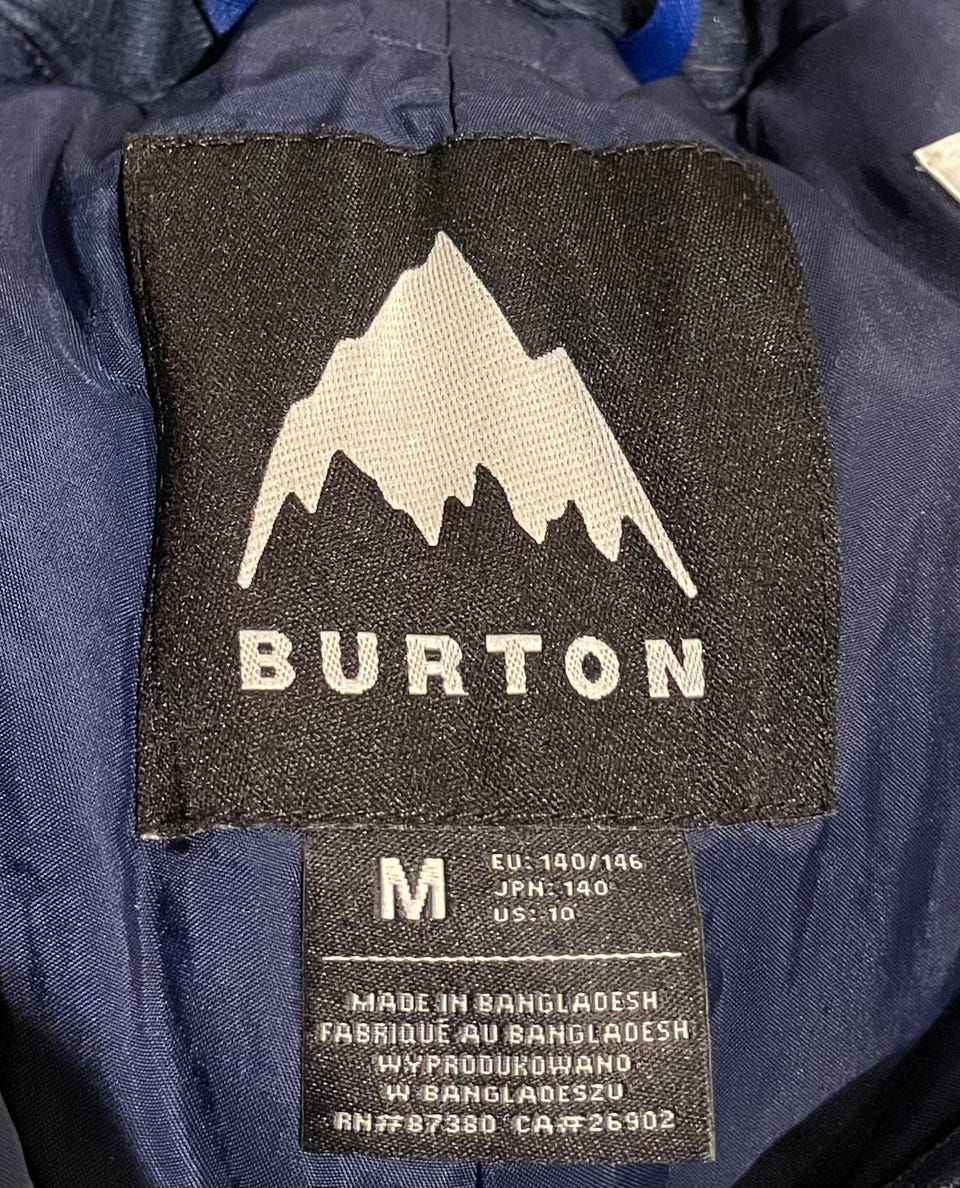 BURTON
M
EU: 140/146
JPN: 140
US: 10
MADE IN BANGLADESH
FABRIQUÉ AU BANGLADESH
WYPRODUKOWANO
W BANGLADESZU
RN#87380 CA#26902